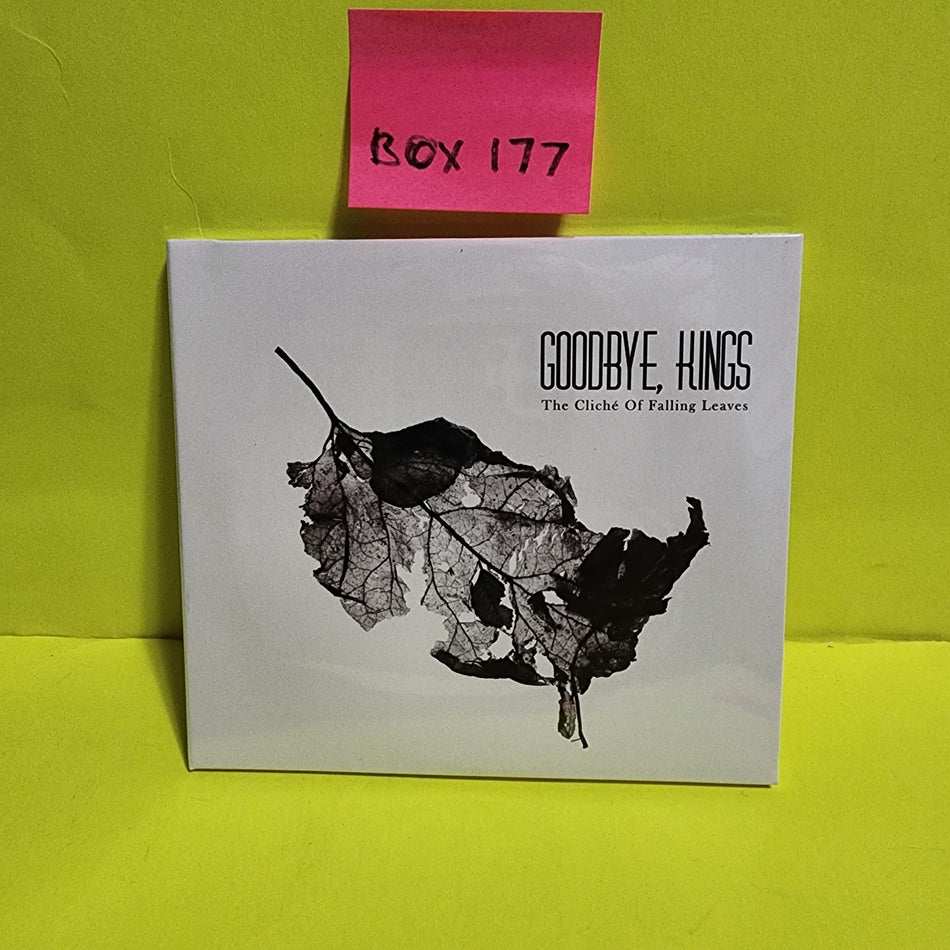 BOX 177
GOODBYE, KINGS
The Cliché Of Falling Leaves